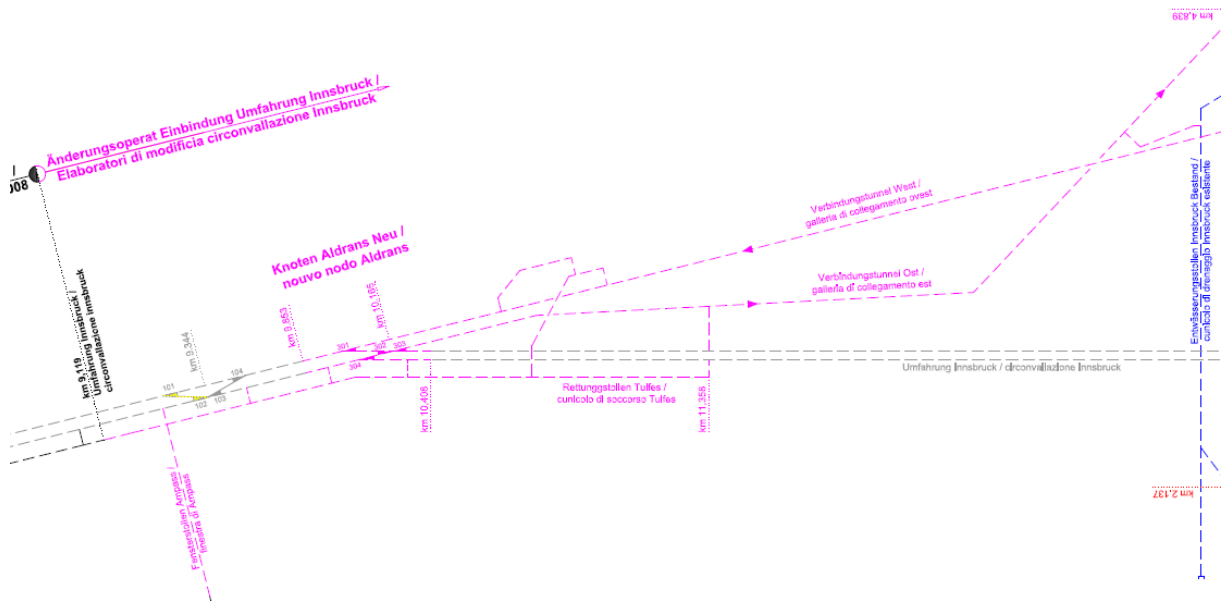 km 4,839
Änderungsoperat Einbindung Umfahrung Innsbruck /
Elaboratori di modificia circonvallazione Innsbruck
/
008
km 9,119
Umfahrung Innsbruck /
circonvallazione innsbruck
Knoten Aldrans Neu /
nouvo nodo Aldrans
km 9.344
km 9.853
km 10.186
Verbindungstunnel West /
galleria di collegamento ovest
Verbindungstunnel Ost /
galleria di collegamento est
Entwässerungsstollen Innsbruck Bestand /
cunicolo di drenaggio Innsbruck esistente
301
302
303
304
101
104
102
103
Umfahrung Innsbruck / circonvallazione Innsbruck
Rettunggstollen Tulfes /
cunicolo di soccorso Tulfes
km 10,406
km 11,356
Fensterstollen Ampass /
finestra di Ampass
km 2,137